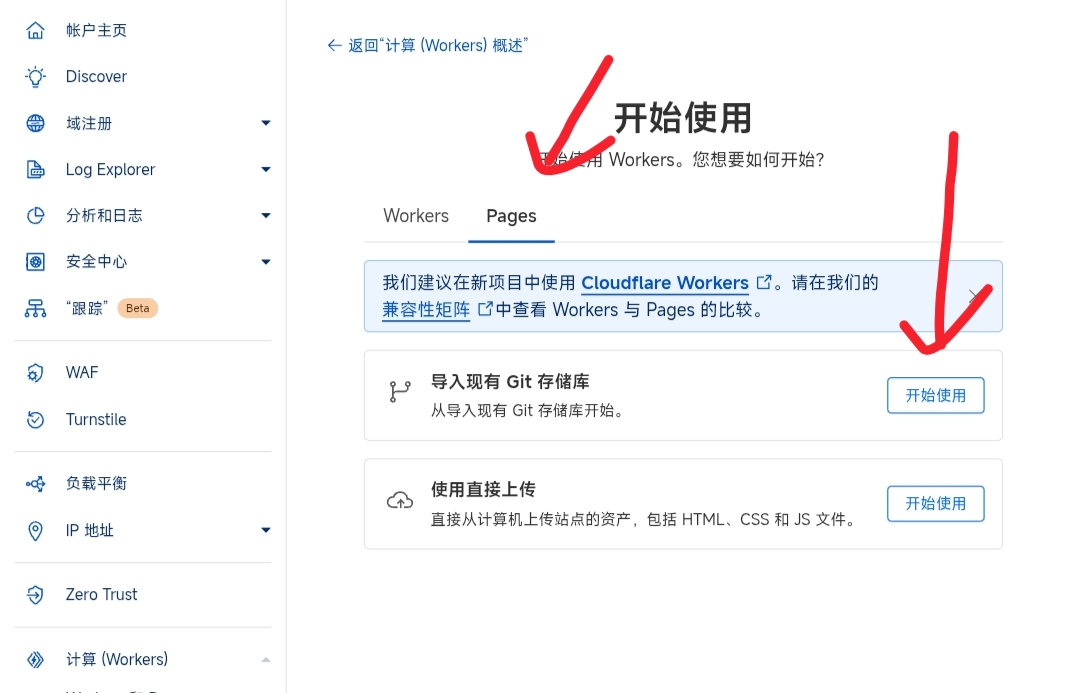 帐户主页
Discover
域注册
Log Explorer
分析和日志
安全中心
“跟踪” Beta
WAF
Turnstile
负载平衡
IP 地址
Zero Trust
计算 (Workers)
返回“计算 (Workers) 概述”
开始使用
开始使用 Workers。您想要如何开始?
Workers Pages
我们建议在新项目中使用 Cloudflare Workers 。请在我们的
兼容性矩阵 中查看 Workers 与 Pages 的比较。
导入现有 Git 存储库
从导入现有 Git 存储库开始。
开始使用
使用直接上传
直接从计算机上传站点的资产，包括 HTML、CSS 和 JS 文件。
开始使用